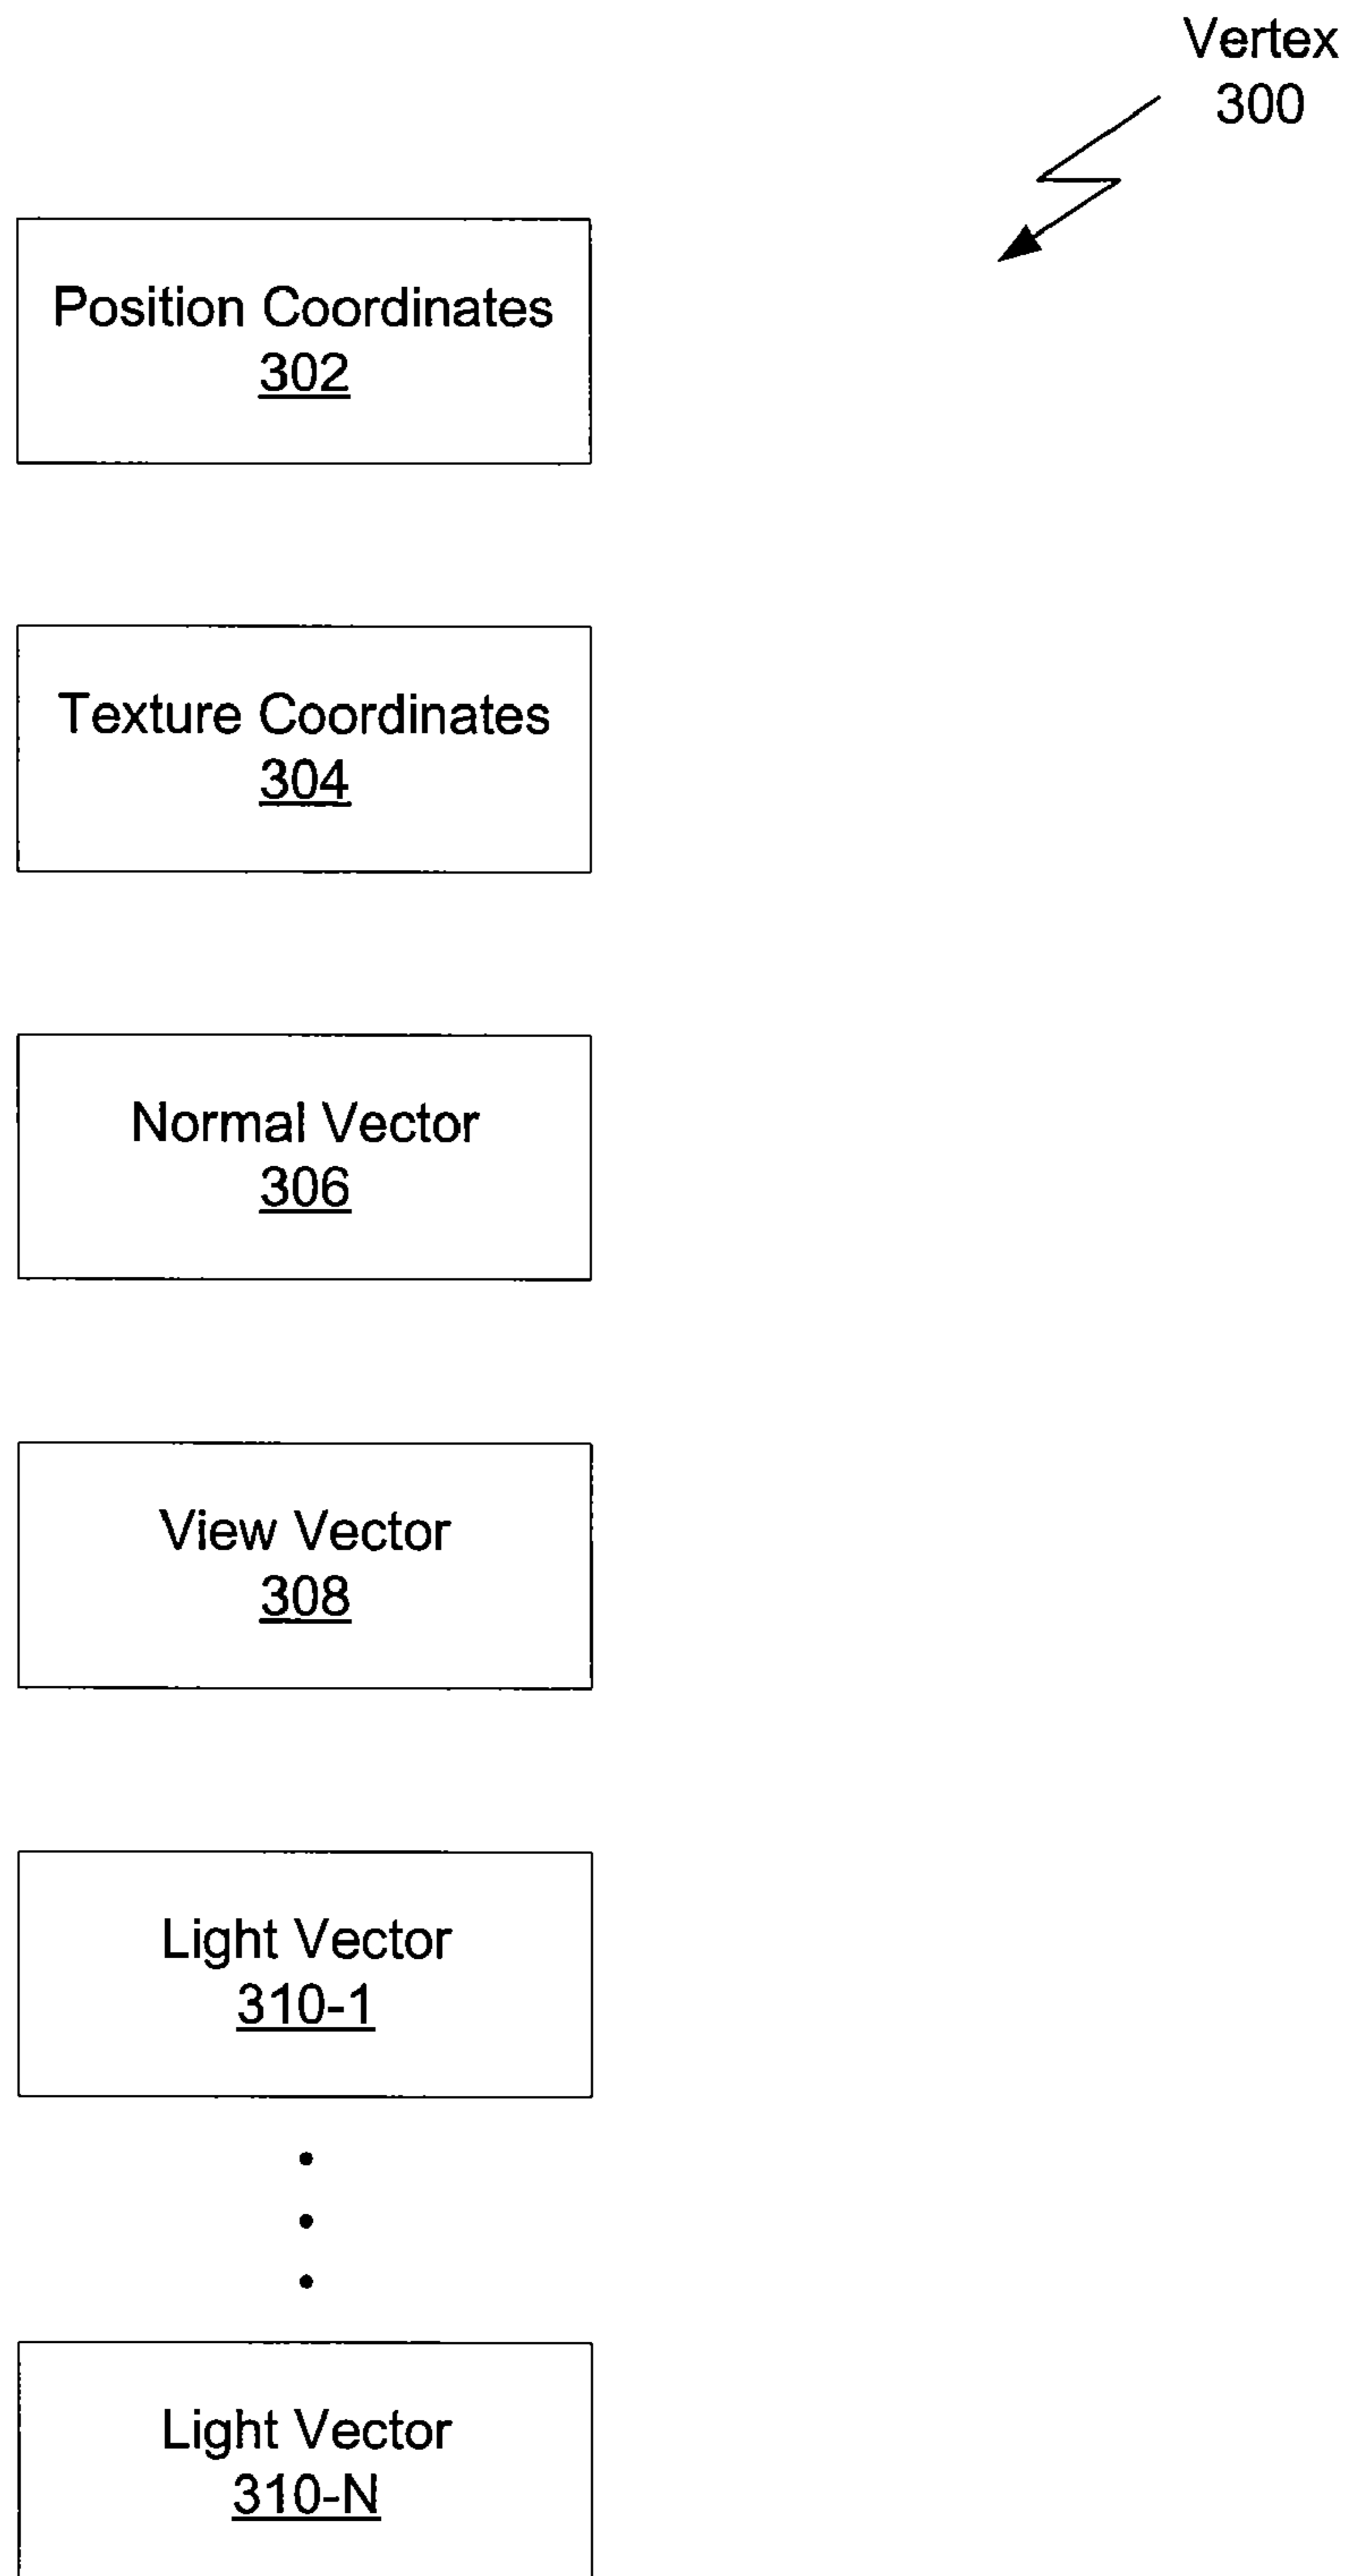 Vertex
300
Position Coordinates
302
Texture Coordinates
304
Normal Vector
306
View Vector
308
Light Vector
310-1
Light Vector
310-N